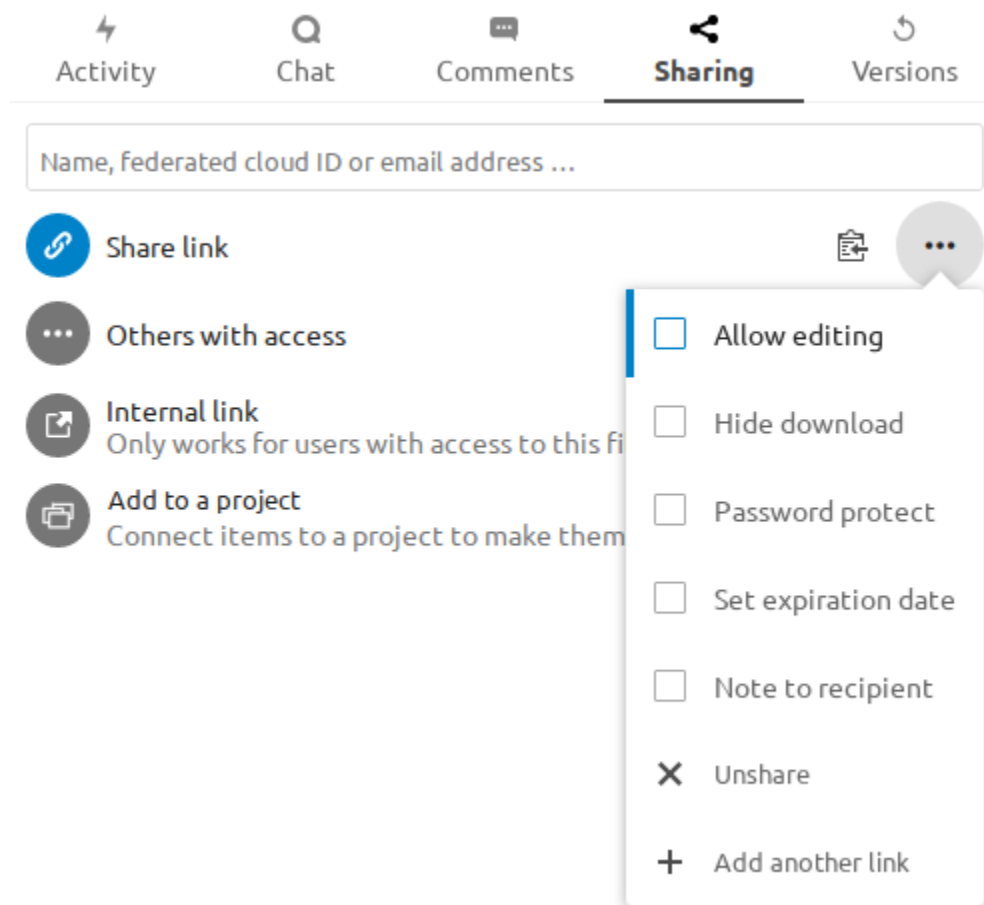 Activity Chat Comments Sharing Versions
Name, federated cloud ID or email address ...
Share link
Others with access
Internal link
Only works for users with access to this fi
Add to a project
Connect items to a project to make them
Allow editing
Hide download
Password protect
Set expiration date
Note to recipient
Unshare
Add another link